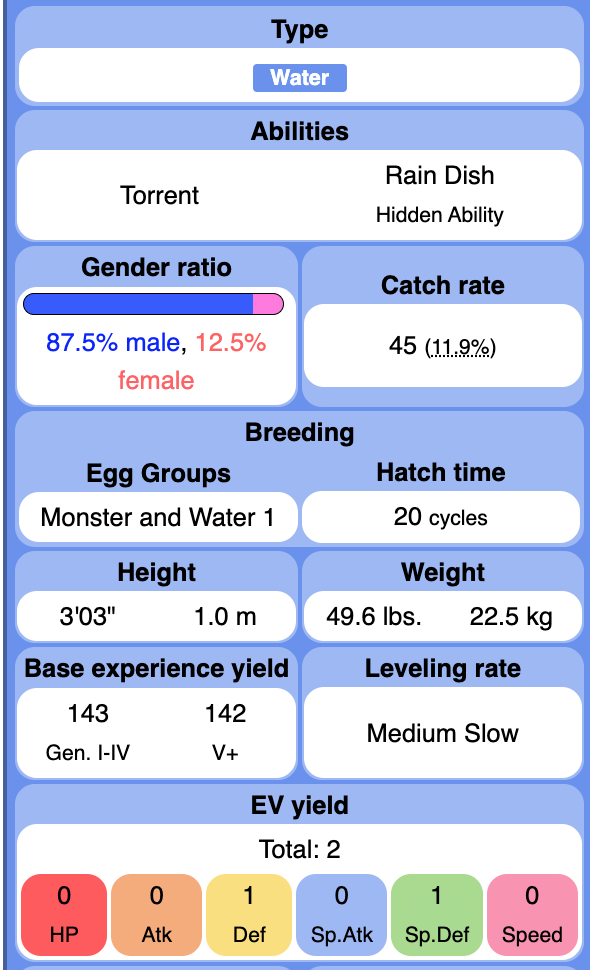 Type
Water
Abilities
Torrent
Rain Dish
Hidden Ability
Gender ratio
87.5% male, 12.5%
female
Catch rate
45 (11.9%)
Breeding
Egg Groups
Monster and Water 1
Hatch time
20 cycles
Height
3'03" 1.0 m
Weight
49.6 lbs. 22.5 kg
Base experience yield
143 142
Gen. I-IV V+
Leveling rate
Medium Slow
EV yield
Total: 2
0 0 1 0 1 0
HP Atk Def Sp.Atk Sp.Def Speed